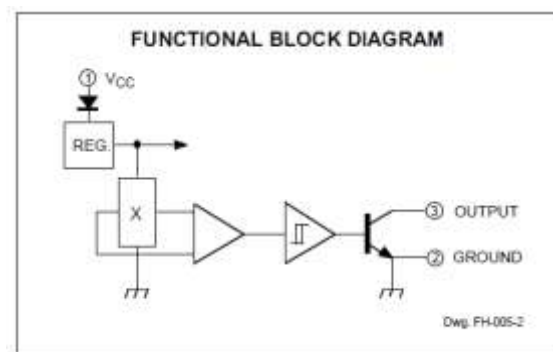 FUNCTIONAL BLOCK DIAGRAM
1 VCC
REG.
X
3 OUTPUT
2 GROUND
Dwg. FH-005-2